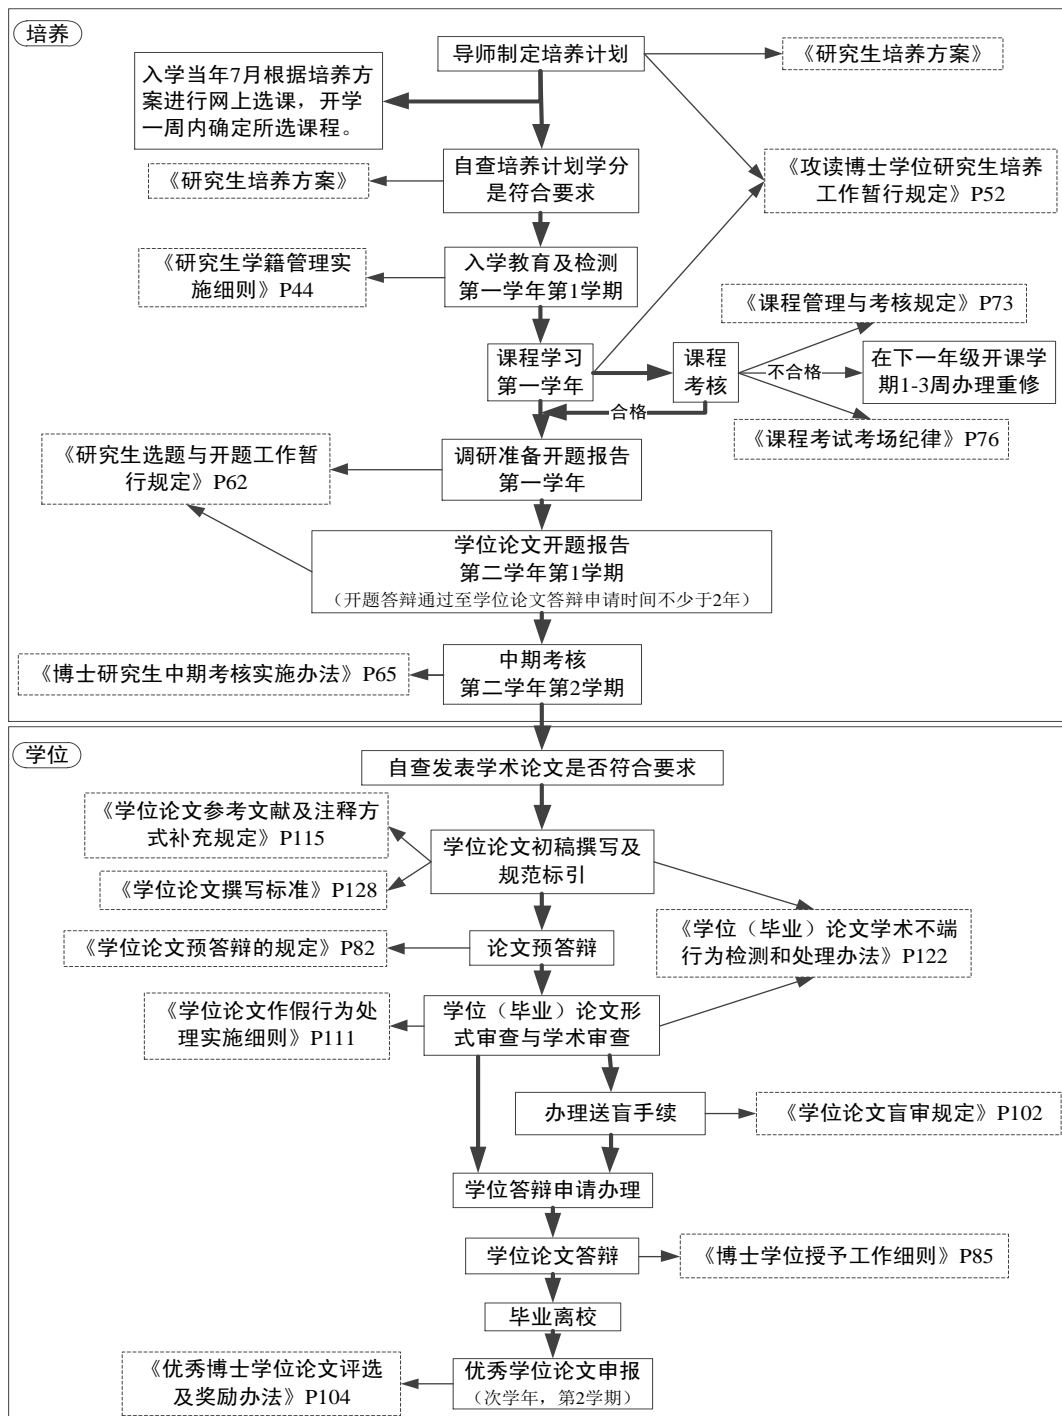 培养
导师制定培养计划
《研究生培养方案》
入学当年7月根据培养方
案进行网上选课，开学
一周内确定所选课程。
自查培养计划学分
是符合要求
《研究生培养方案》
《攻读博士学位研究生培养
工作暂行规定》P52
入学教育及检测
第一学年第1学期
《研究生学籍管理实
施细则》P44
《课程管理与考核规定》P73
课程学习
第一学年
课程
考核
不合格
在下一年级开课学
期1-3周办理重修
合格
《课程考试考场纪律》P76
调研准备开题报告
第一学年
《研究生选题与开题工作暂
行规定》P62
学位论文开题报告
第二学年第1学期
（开题答辩通过至学位论文答辩申请时间不少于2年）
中期考核
第二学年第2学期
《博士研究生中期考核实施办法》P65
学位
自查发表学术论文是否符合要求
《学位论文参考文献及注释方
式补充规定》P115
学位论文初稿撰写及
规范标引
《学位论文撰写标准》P128
《学位（毕业）论文学术不端
行为检测和处理办法》P122
论文预答辩
《学位论文预答辩的规定》P82
《学位论文作假行为处
理实施细则》P111
学位（毕业）论文形
式审查与学术审查
办理送盲手续
《学位论文盲审规定》P102
学位答辩申请办理
学位论文答辩
《博士学位授予工作细则》P85
毕业离校
《优秀博士学位论文评选
及奖励办法》P104
优秀学位论文申报
（次学年，第2学期）